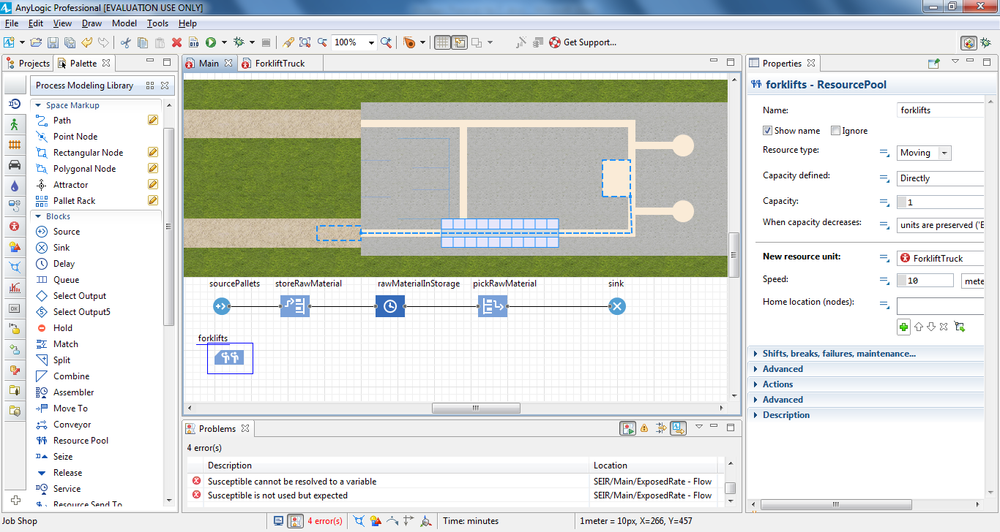 AnyLogic Professional [EVALUATION USE ONLY]
File Edit View Draw Model Tools Help
100% Get Support...
Projects Palette
Process Modeling Library
Space Markup
Path
Point Node
Rectangular Node
Polygonal Node
Attractor
Pallet Rack
Blocks
Source
Sink
Delay
Queue
Select Output
Select Output5
Hold
Match
Split
Combine
Assembler
Move To
Conveyor
Resource Pool
Seize
Release
Service
Resource Send To
Main ForkliftTruck
sourcePallets storeRawMaterial rawMaterialInStorage pickRawMaterial sink
forklifts
Problems
4 error(s)
Description Location
Susceptible cannot be resolved to a variable SEIR/Main/ExposedRate - Flow
Susceptible is not used but expected SEIR/Main/ExposedRate - Flow
Properties
forklifts - ResourcePool
Name: forklifts
Show name Ignore
Resource type: Moving
Capacity defined: Directly
Capacity: 1
When capacity decreases: units are preserved ('E
New resource unit: ForkliftTruck
Speed: 10 mete
Home location (nodes):
Shifts, breaks, failures, maintenance...
Advanced
Actions
Advanced
Description
Job Shop 4 error(s) Time: minutes 1meter = 10px, X=266, Y=457